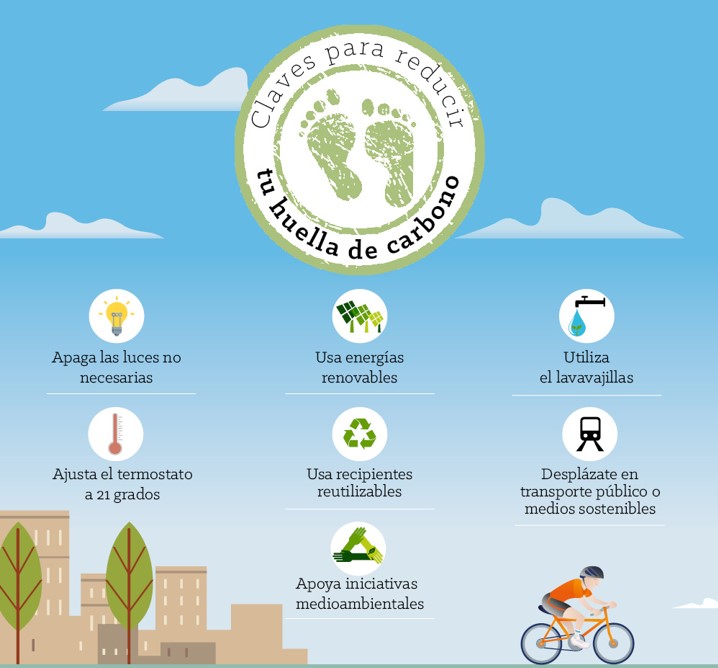 Claves para reducir
tu huella de carbono
Apaga las luces no
necesarias
Usa energías
renovables
Utiliza
el lavavajillas
Ajusta el termostato
a 21 grados
Usa recipientes
reutilizables
Desplázate en
transporte público o
medios sostenibles
Apoya iniciativas
medioambientales